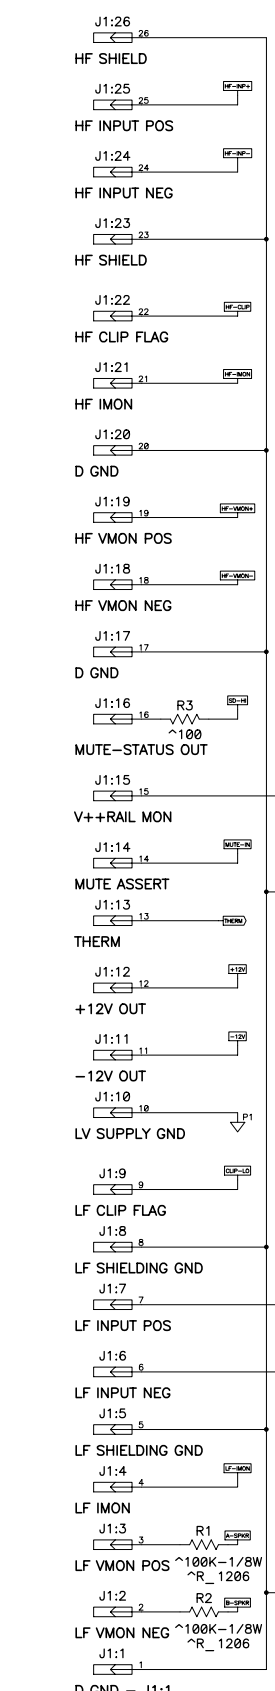 J1:26
26
HF SHIELD
J1:25
HF-INP+
25
HF INPUT POS
J1:24
HF-INP-
24
HF INPUT NEG
J1:23
23
HF SHIELD
J1:22
HF-CLIP
22
HF CLIP FLAG
J1:21
HF-IMON
21
HF IMON
J1:20
20
D GND
J1:19
HF-VMON+
19
HF VMON POS
J1:18
HF-VMON-
18
HF VMON NEG
J1:17
17
D GND
J1:16
R3
SD-HI
16
^100
MUTE-STATUS OUT
J1:15
15
V++RAIL MON
J1:14
MUTE-IN
14
MUTE ASSERT
J1:13
13
THERM
THERM
J1:12
+12V
12
+12V OUT
J1:11
-12V
11
-12V OUT
J1:10
10
P1
LV SUPPLY GND
J1:9
CLIP-LO
9
LF CLIP FLAG
J1:8
8
LF SHIELDING GND
J1:7
7
LF INPUT POS
J1:6
6
LF INPUT NEG
J1:5
5
LF SHIELDING GND
J1:4
LF-IMON
4
LF IMON
J1:3
R1
A-SPKR
3
LF VMON POS ^100K-1/8W
^R_1206
J1:2
R2
B-SPKR
2
LF VMON NEG ^100K-1/8W
^R_1206
J1:1
1
D GND - J1:1